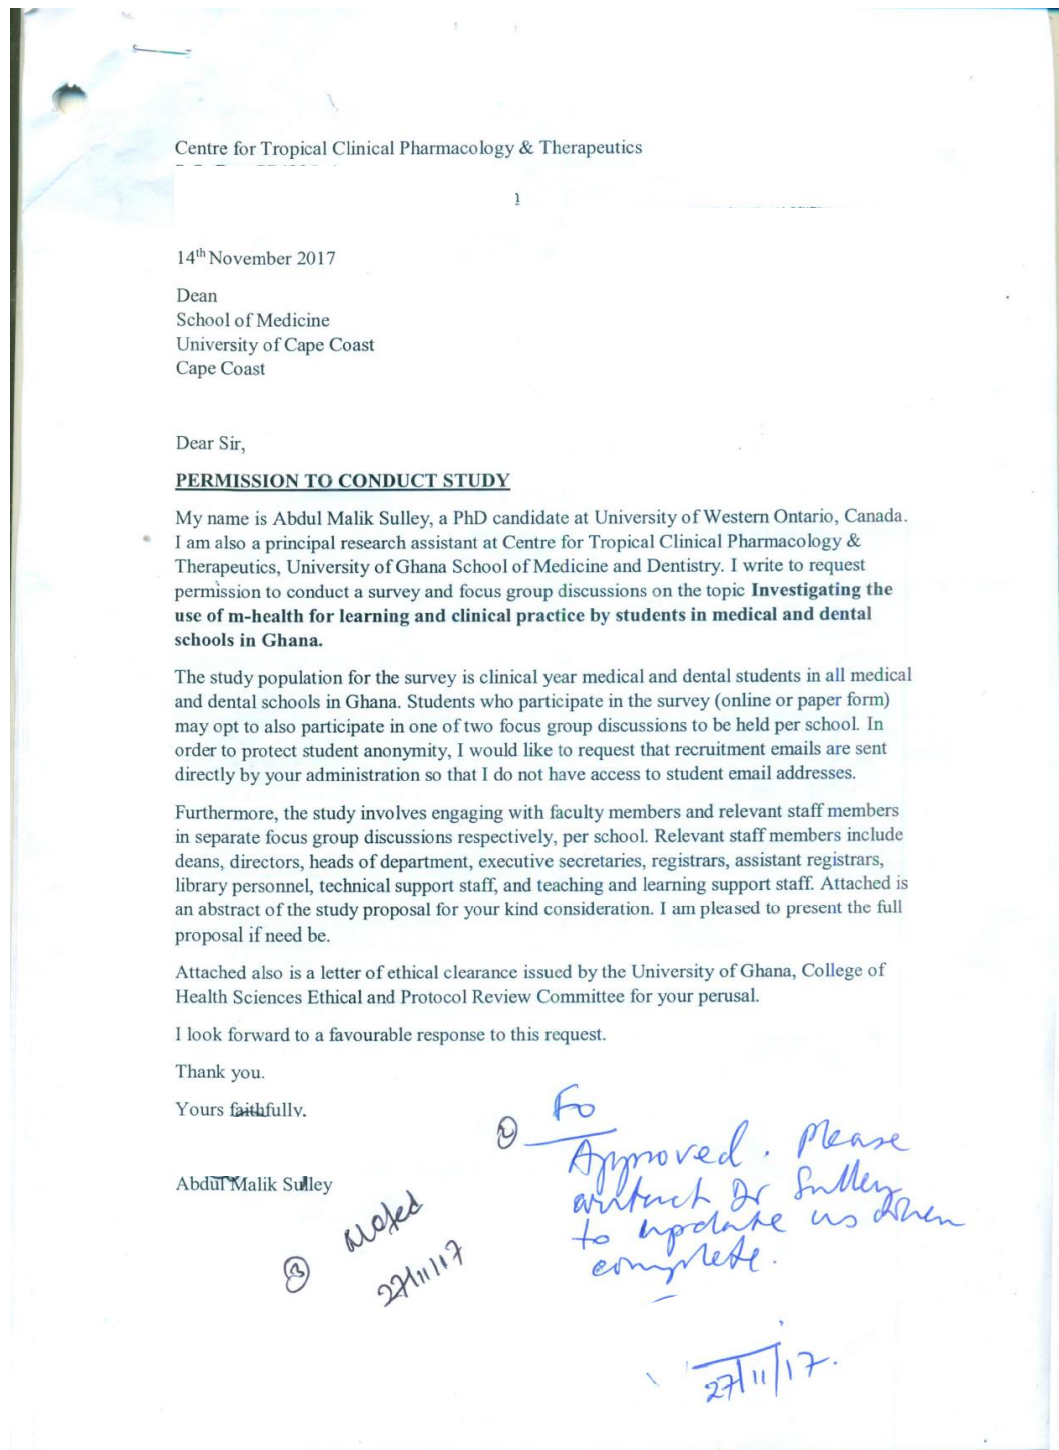 Centre for Tropical Clinical Pharmacology & Therapeutics
1
14th November 2017
Dean
School of Medicine
University of Cape Coast
Cape Coast
Dear Sir,
PERMISSION TO CONDUCT STUDY
My name is Abdul Malik Sulley, a PhD candidate at University of Western Ontario, Canada.
I am also a principal research assistant at Centre for Tropical Clinical Pharmacology &
Therapeutics, University of Ghana School of Medicine and Dentistry. I write to request
permission to conduct a survey and focus group discussions on the topic Investigating the
use of m-health for learning and clinical practice by students in medical and dental
schools in Ghana.
The study population for the survey is clinical year medical and dental students in all medical
and dental schools in Ghana. Students who participate in the survey (online or paper form)
may opt to also participate in one of two focus group discussions to be held per school. In
order to protect student anonymity, I would like to request that recruitment emails are sent
directly by your administration so that I do not have access to student email addresses.
Furthermore, the study involves engaging with faculty members and relevant staff members
in separate focus group discussions respectively, per school. Relevant staff members include
deans, directors, heads of department, executive secretaries, registrars, assistant registrars,
library personnel, technical support staff, and teaching and learning support staff. Attached is
an abstract of the study proposal for your kind consideration. I am pleased to present the full
proposal if need be.
Attached also is a letter of ethical clearance issued by the University of Ghana, College of
Health Sciences Ethical and Protocol Review Committee for your perusal.
I look forward to a favourable response to this request.
Thank you.
Yours faithfully,
Abdul Malik Sulley
2 Fo
Approved. Please
contact Dr Sulley
to update us when
complete.
27/11/17.
3 Noted
27/11/17